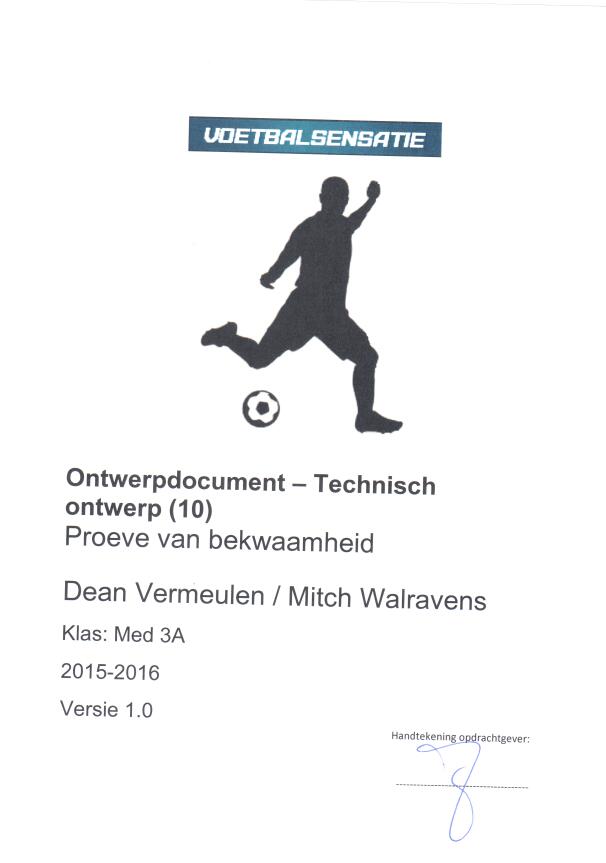 VOETBALSENSATIE
Ontwerpdocument – Technisch
ontwerp (10)
Proeve van bekwaamheid
Dean Vermeulen / Mitch Walravens
Klas: Med 3A
2015-2016
Versie 1.0
Handtekening opdrachtgever: